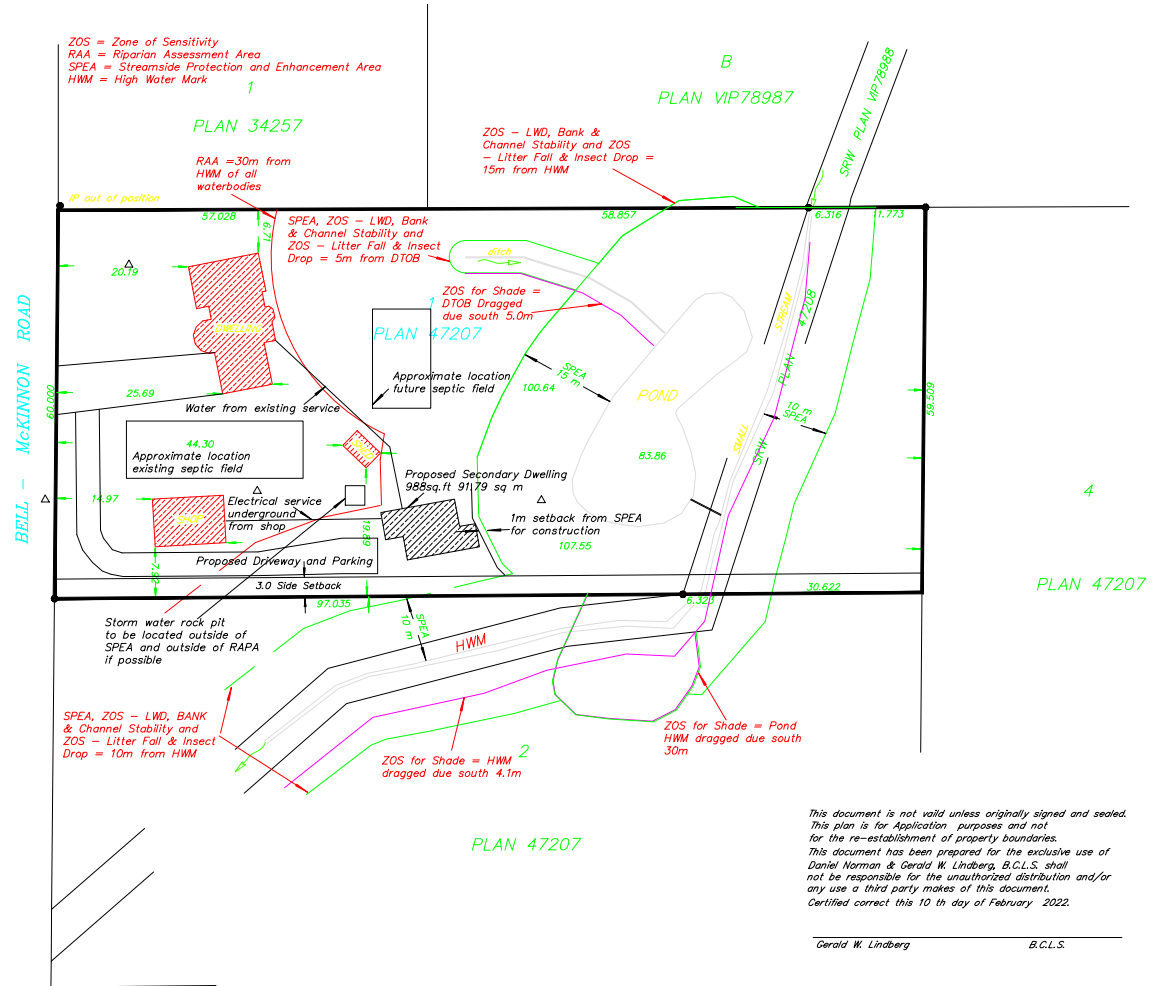 ZOS = Zone of Sensitivity
RAA = Riparian Assessment Area
SPEA = Streamside Protection and Enhancement Area
HWM = High Water Mark
1
PLAN 34257
B
PLAN VIP78987
SRW PLAN VIP78988
RAA =30m from
HWM of all
waterbodies
ZOS - LWD, Bank &
Channel Stability and ZOS
- Litter Fall & Insect Drop =
15m from HWM
IP out of position
57.028
58.857
6.316
1.773
6.71
SPEA, ZOS - LWD, Bank
& Channel Stability and
ZOS - Litter Fall & Insect
Drop = 5m from DTOB
ditch
20.19
ZOS for Shade =
DTOB Dragged
due south 5.0m
1
PLAN 47207
DWELLING
STREAM
47208
PLAN
SRW
SMALL
BELL - McKINNON ROAD
60.000
59.509
SPEA
15 m
100.64
Approximate location
future septic field
POND
25.69
Water from existing service
10 m
SPEA
44.30
Approximate location
existing septic field
83.86
Proposed Secondary Dwelling
988sq.ft 91.79 sq m
4
14.97
Electrical service
underground
from shop
SHOP
19.89
1m setback from SPEA
for construction
107.55
7.92
Proposed Driveway and Parking
3.0 Side Setback
30.622
PLAN 47207
97.035
6.323
SPEA
10 m
Storm water rock pit
to be located outside of
SPEA and outside of RAPA
if possible
HWM
SPEA, ZOS - LWD, BANK
& Channel Stability and
ZOS - Litter Fall & Insect
Drop = 10m from HWM
ZOS for Shade = Pond
HWM dragged due south
30m
2
ZOS for Shade = HWM
dragged due south 4.1m
PLAN 47207
This document is not vaild unless originally signed and sealed.
This plan is for Application purposes and not
for the re-establishment of property boundaries.
This document has been prepared for the exclusive use of
Daniel Norman & Gerald W. Lindberg, B.C.L.S. shall
not be responsible for the unauthorized distribution and/or
any use a third party makes of this document.
Certified correct this 10 th day of February 2022.
Gerald W. Lindberg B.C.L.S.